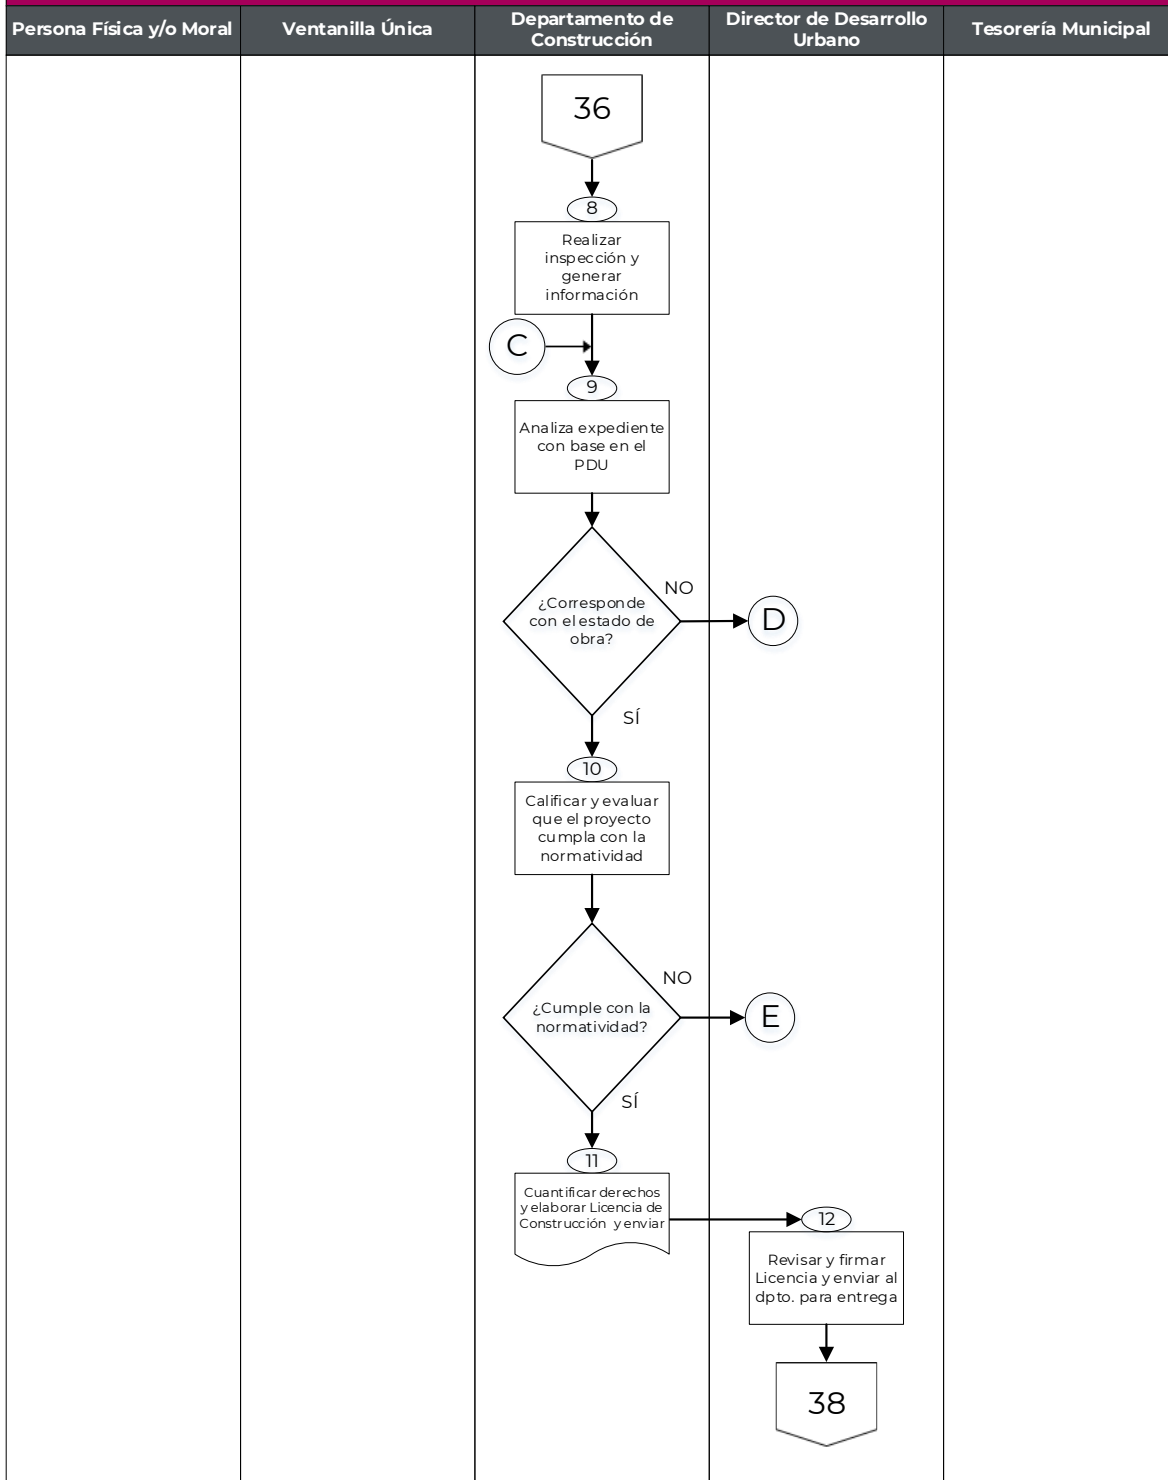 Persona Física y/o Moral
Ventanilla Única
Departamento de
Construcción
Director de Desarrollo
Urbano
Tesorería Municipal
36
8
Realizar
inspección y
generar
información
C
9
Analiza expediente
con base en el
PDU
¿Corresponde
con el estado de
obra?
NO
D
SÍ
10
Calificar y evaluar
que el proyecto
cumpla con la
normatividad
¿Cumple con la
normatividad?
NO
E
SÍ
11
Cuantificar derechos
y elaborar Licencia de
Construcción y enviar
12
Revisar y firmar
Licencia y enviar al
dpto. para entrega
38